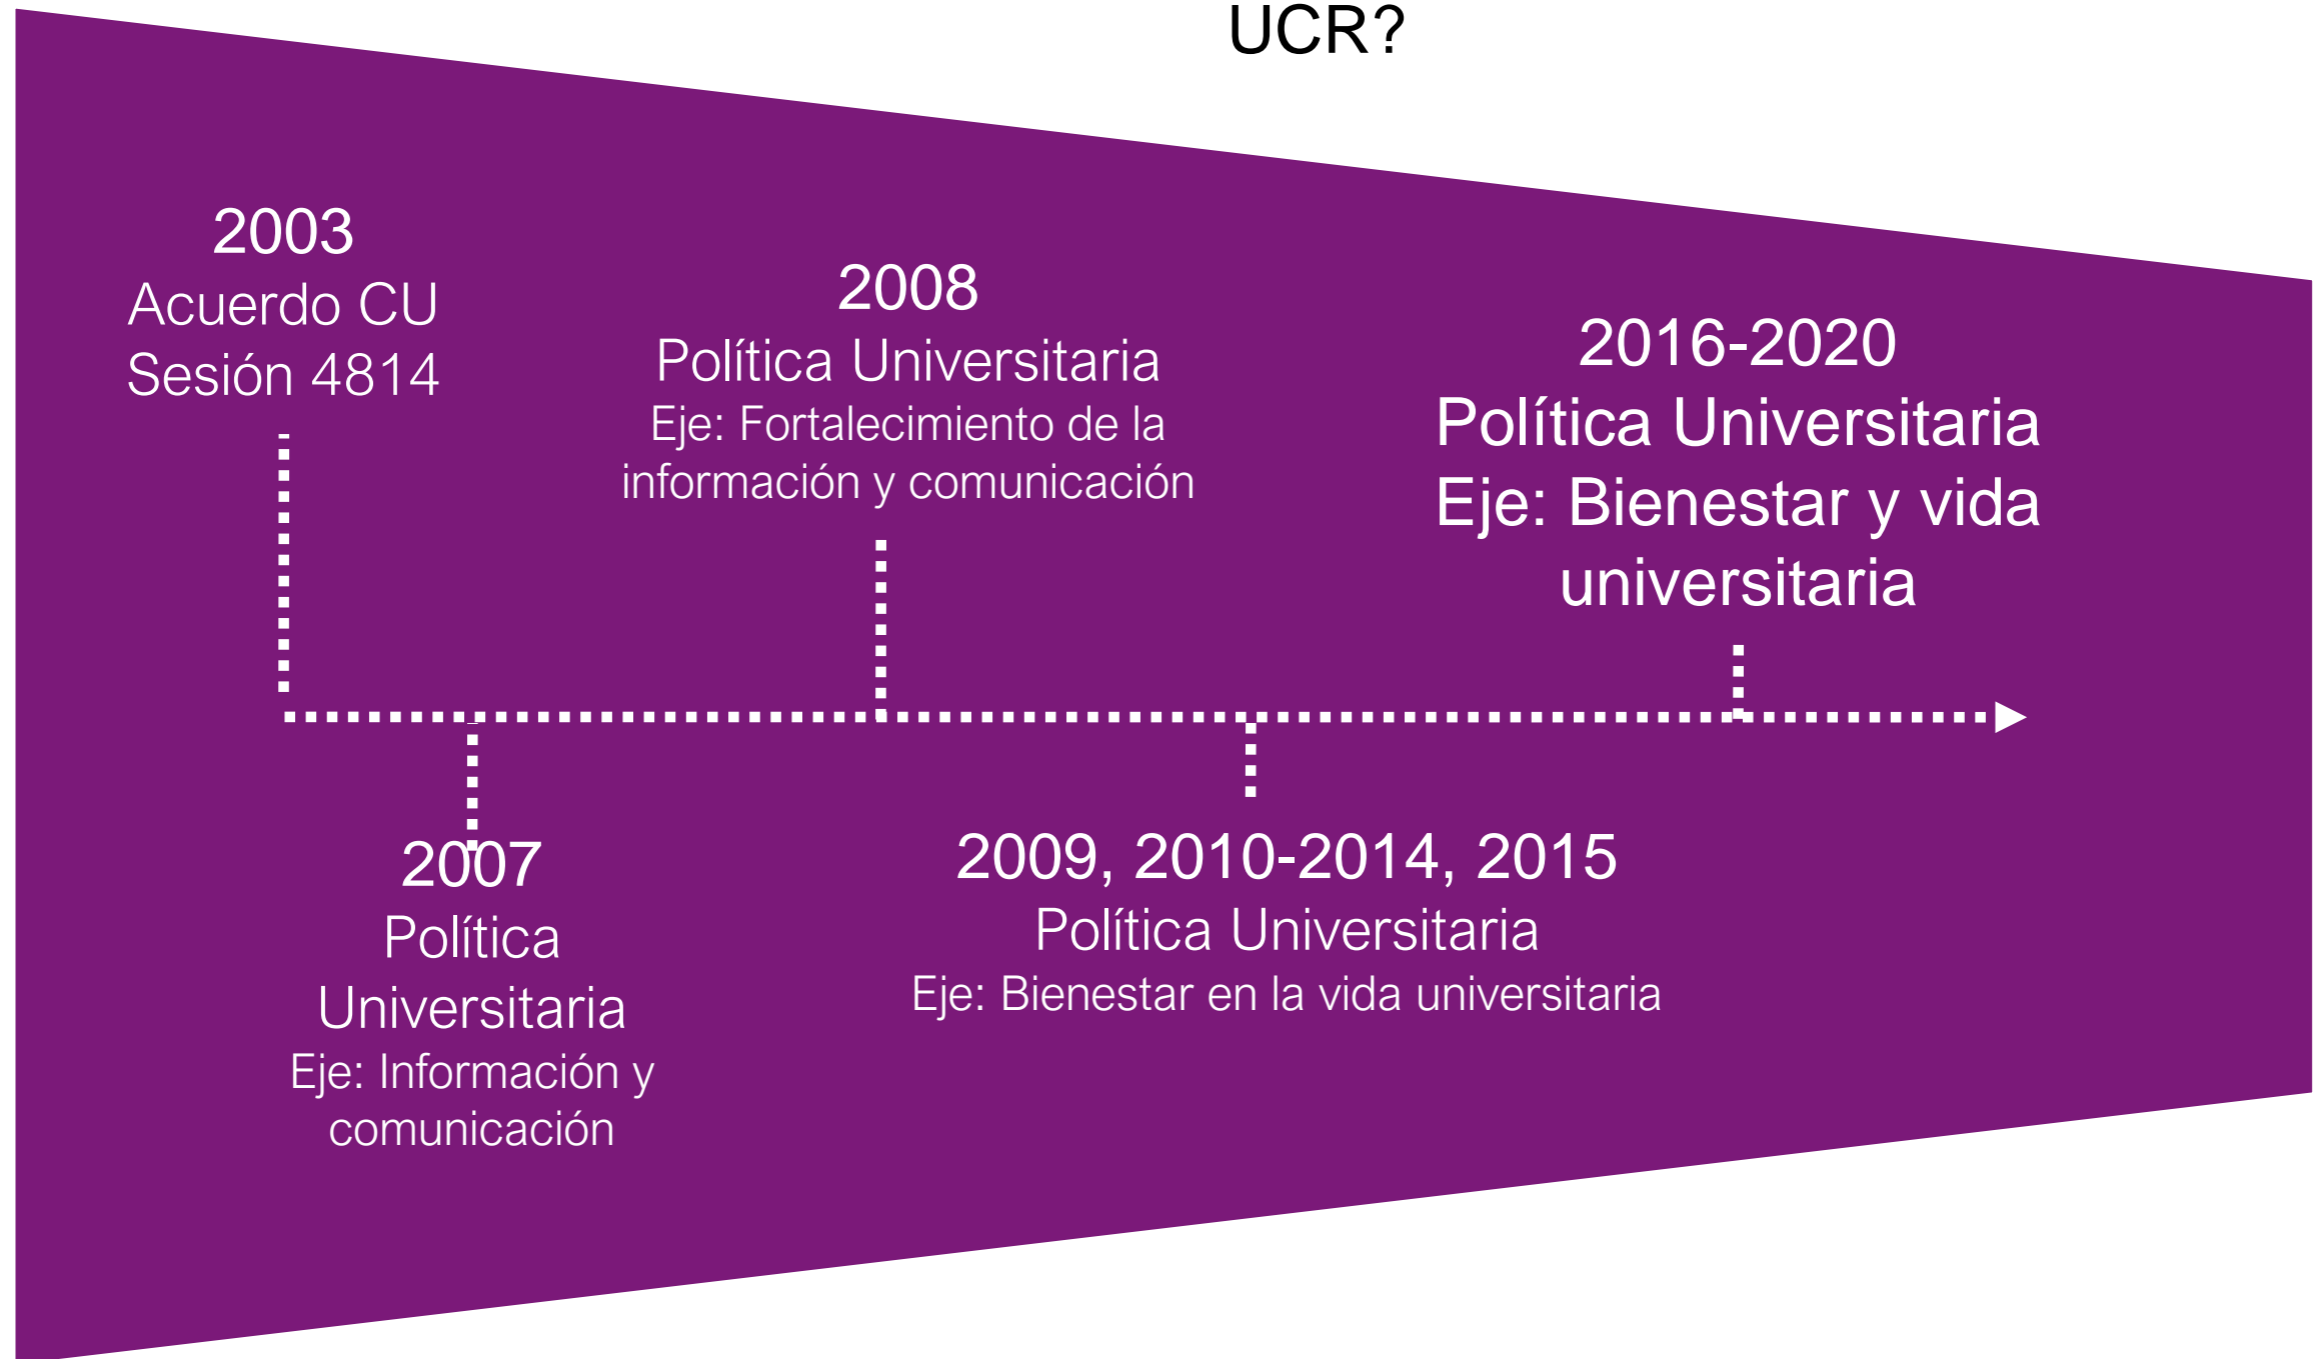 UCR?
2003
Acuerdo CU
Sesión 4814
2008
Política Universitaria
Eje: Fortalecimiento de la
información y comunicación
2016-2020
Política Universitaria
Eje: Bienestar y vida
universitaria
2007
Política
Universitaria
Eje: Información y
comunicación
2009, 2010-2014, 2015
Política Universitaria
Eje: Bienestar en la vida universitaria